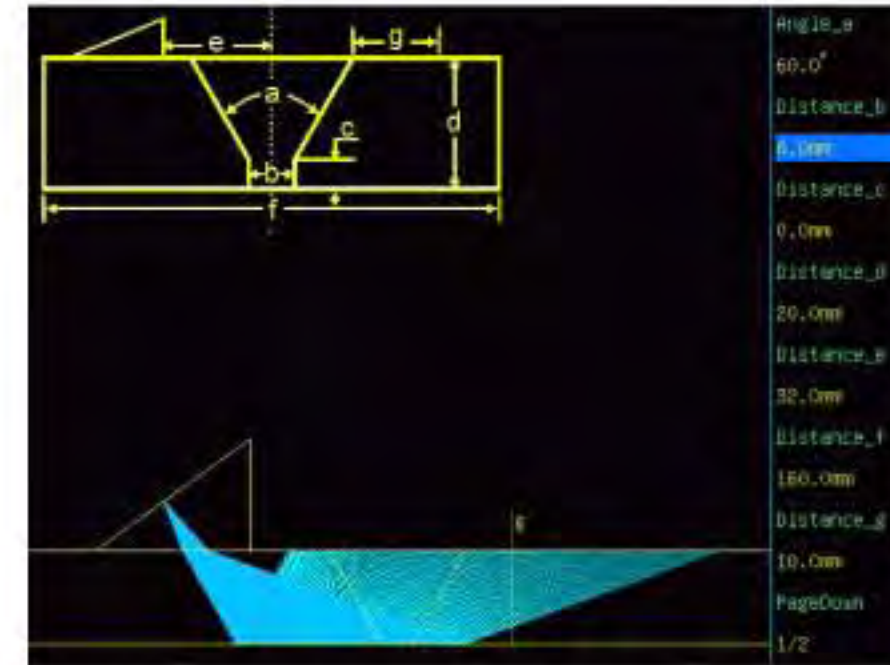 e
g
a
c
d
b
f
Angle_a
60.0°
Distance_b
6.0mm
Distance_c
0.0mm
Distance_d
20.0mm
Distance_e
32.0mm
Distance_f
160.0mm
Distance_g
10.0mm
PageDown
1/2